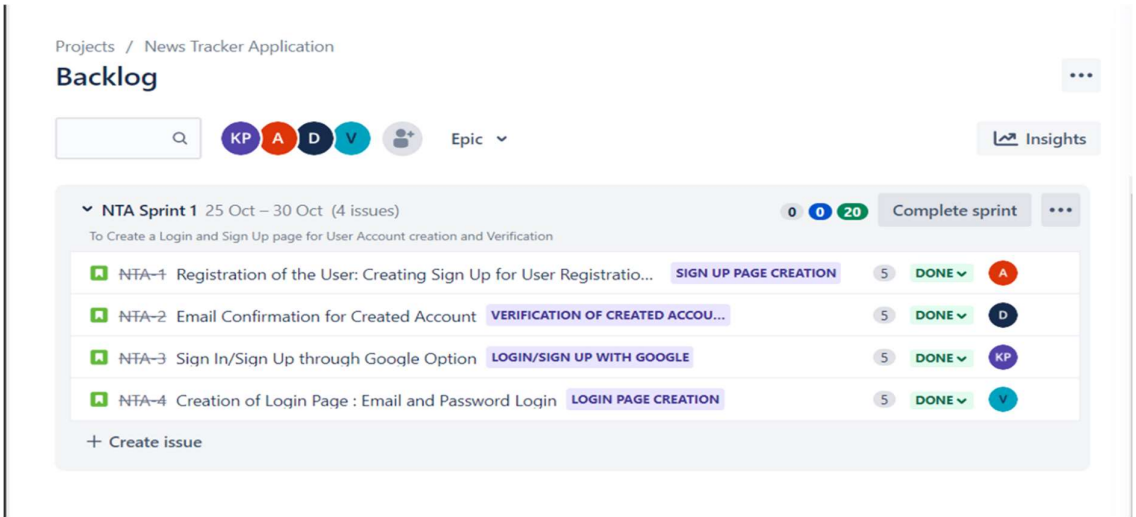 Projects / News Tracker Application
Backlog
KP A D V Epic Insights
NTA Sprint 1 25 Oct – 30 Oct (4 issues) 0 0 20 Complete sprint
To Create a Login and Sign Up page for User Account creation and Verification
NTA-1 Registration of the User: Creating Sign Up for User Registratio... SIGN UP PAGE CREATION 5 DONE A
NTA-2 Email Confirmation for Created Account VERIFICATION OF CREATED ACCOU... 5 DONE D
NTA-3 Sign In/Sign Up through Google Option LOGIN/SIGN UP WITH GOOGLE 5 DONE KP
NTA-4 Creation of Login Page : Email and Password Login LOGIN PAGE CREATION 5 DONE V
+ Create issue